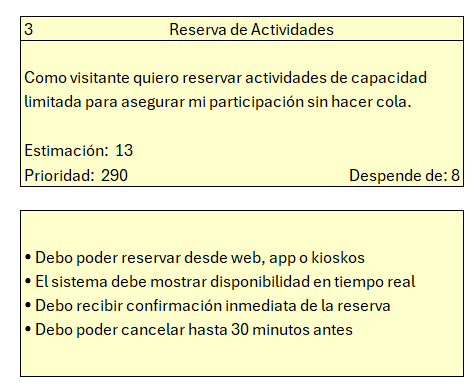 3 Reserva de Actividades
Como visitante quiero reservar actividades de capacidad
limitada para asegurar mi participación sin hacer cola.
Estimación: 13
Prioridad: 290 Despende de: 8
• Debo poder reservar desde web, app o kioskos
• El sistema debe mostrar disponibilidad en tiempo real
• Debo recibir confirmación inmediata de la reserva
• Debo poder cancelar hasta 30 minutos antes